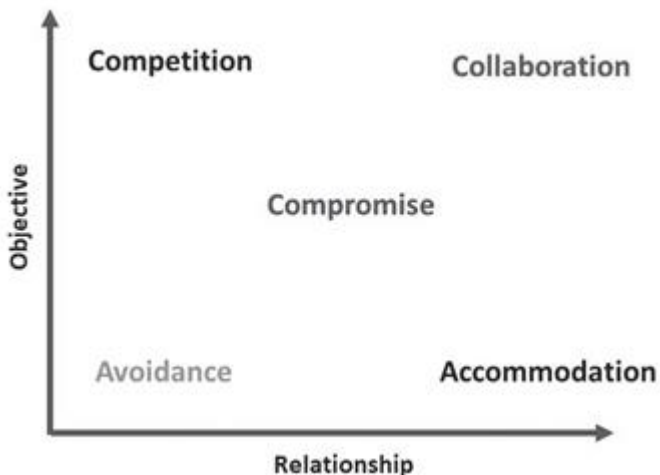 Competition
Collaboration
Compromise
Objective
Avoidance
Accommodation
Relationship